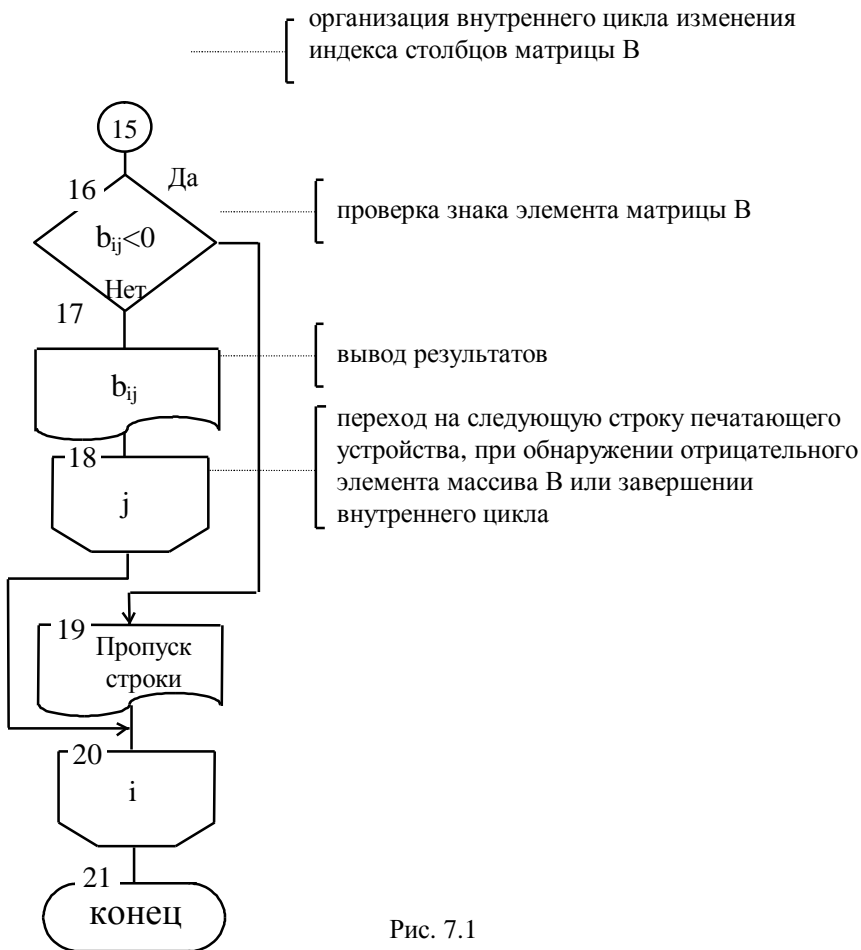 организация внутреннего цикла изменения
индекса столбцов матрицы В
15
16
Да
b_ij<0
проверка знака элемента матрицы В
Нет
17
b_ij
вывод результатов
переход на следующую строку печатающего
устройства, при обнаружении отрицательного
элемента массива В или завершении
внутреннего цикла
18
j
19
Пропуск
строки
20
i
21
конец
Рис. 7.1